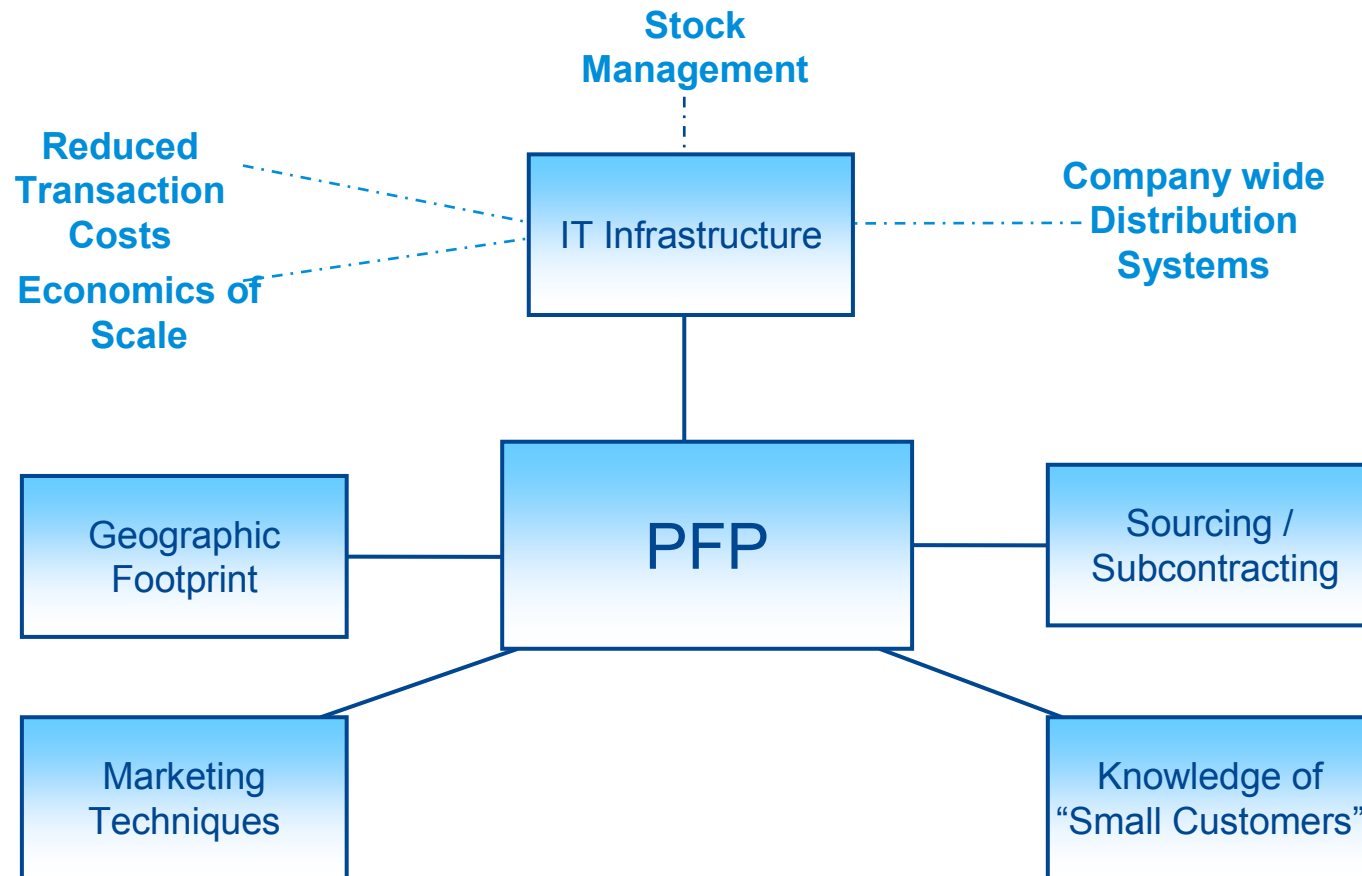 Stock
Management
Reduced
Transaction
Costs
Economics of
Scale
IT Infrastructure
Company wide
Distribution
Systems
Geographic
Footprint
PFP
Sourcing /
Subcontracting
Marketing
Techniques
Knowledge of
“Small Customers”